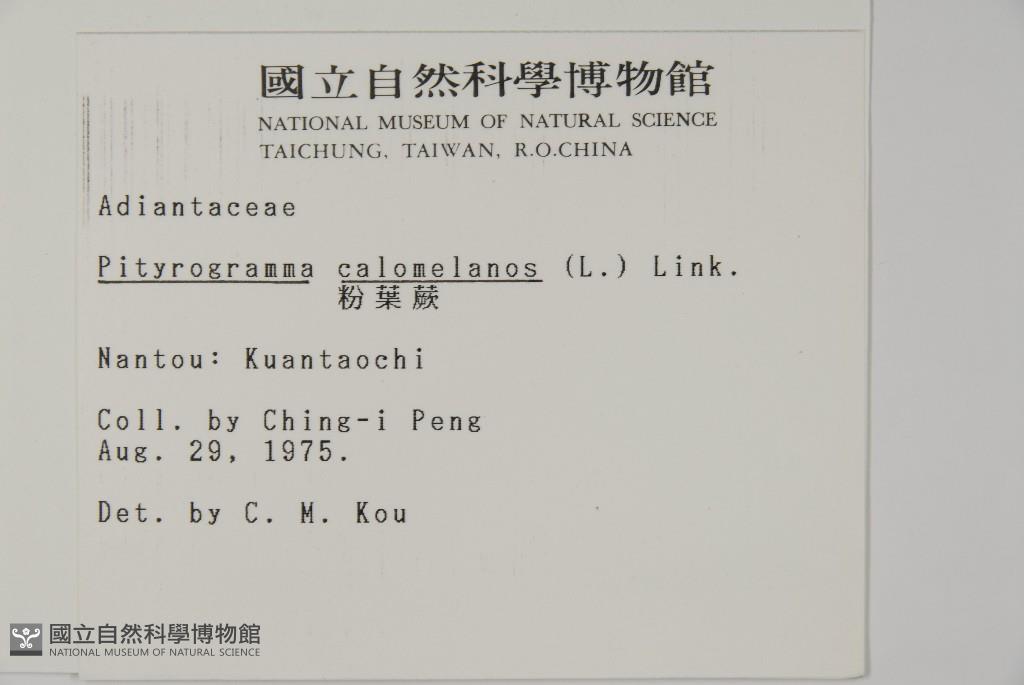 國立自然科學博物館
NATIONAL MUSEUM OF NATURAL SCIENCE
TAICHUNG, TAIWAN, R.O.CHINA
Adiantaceae
Pityrogramma calomelanos (L.) Link.
粉葉蕨
Nantou: Kuantaochi
Coll. by Ching-i Peng
Aug. 29, 1975.
Det. by C. M. Kou
國立自然科學博物館
NATIONAL MUSEUM OF NATURAL SCIENCE